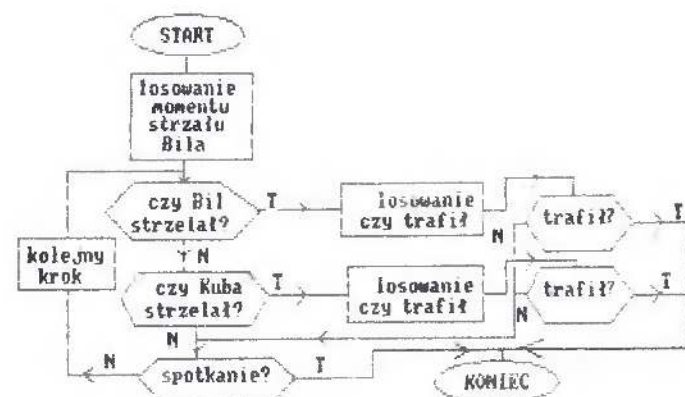 START
losowanie
momentu
strzału
Bila
czy Bil
strzelał?
T
losowanie
czy trafił
trafił?
T
N
N
kolejny
krok
czy Kuba
strzelał?
T
losowanie
czy trafił
trafił?
T
N
N
N
spotkanie?
T
KONIEC